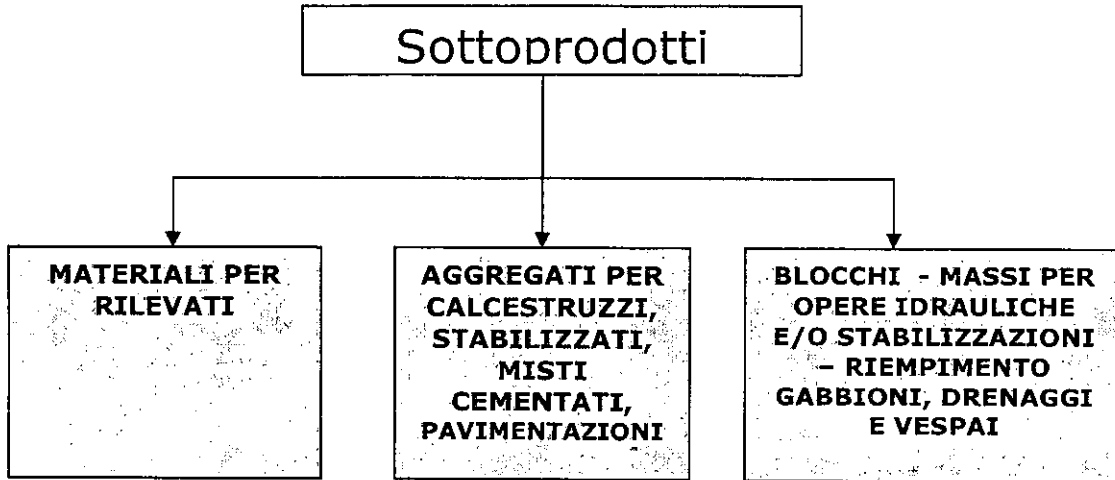 Sottoprodotti
MATERIALI PER
RILEVATI
AGGREGATI PER
CALCESTRUZZI,
STABILIZZATI,
MISTI
CEMENTATI,
PAVIMENTAZIONI
BLOCCHI - MASSI PER
OPERE IDRAULICHE
E/O STABILIZZAZIONI
– RIEMPIMENTO
GABBIONI, DRENAGGI
E VESPAI